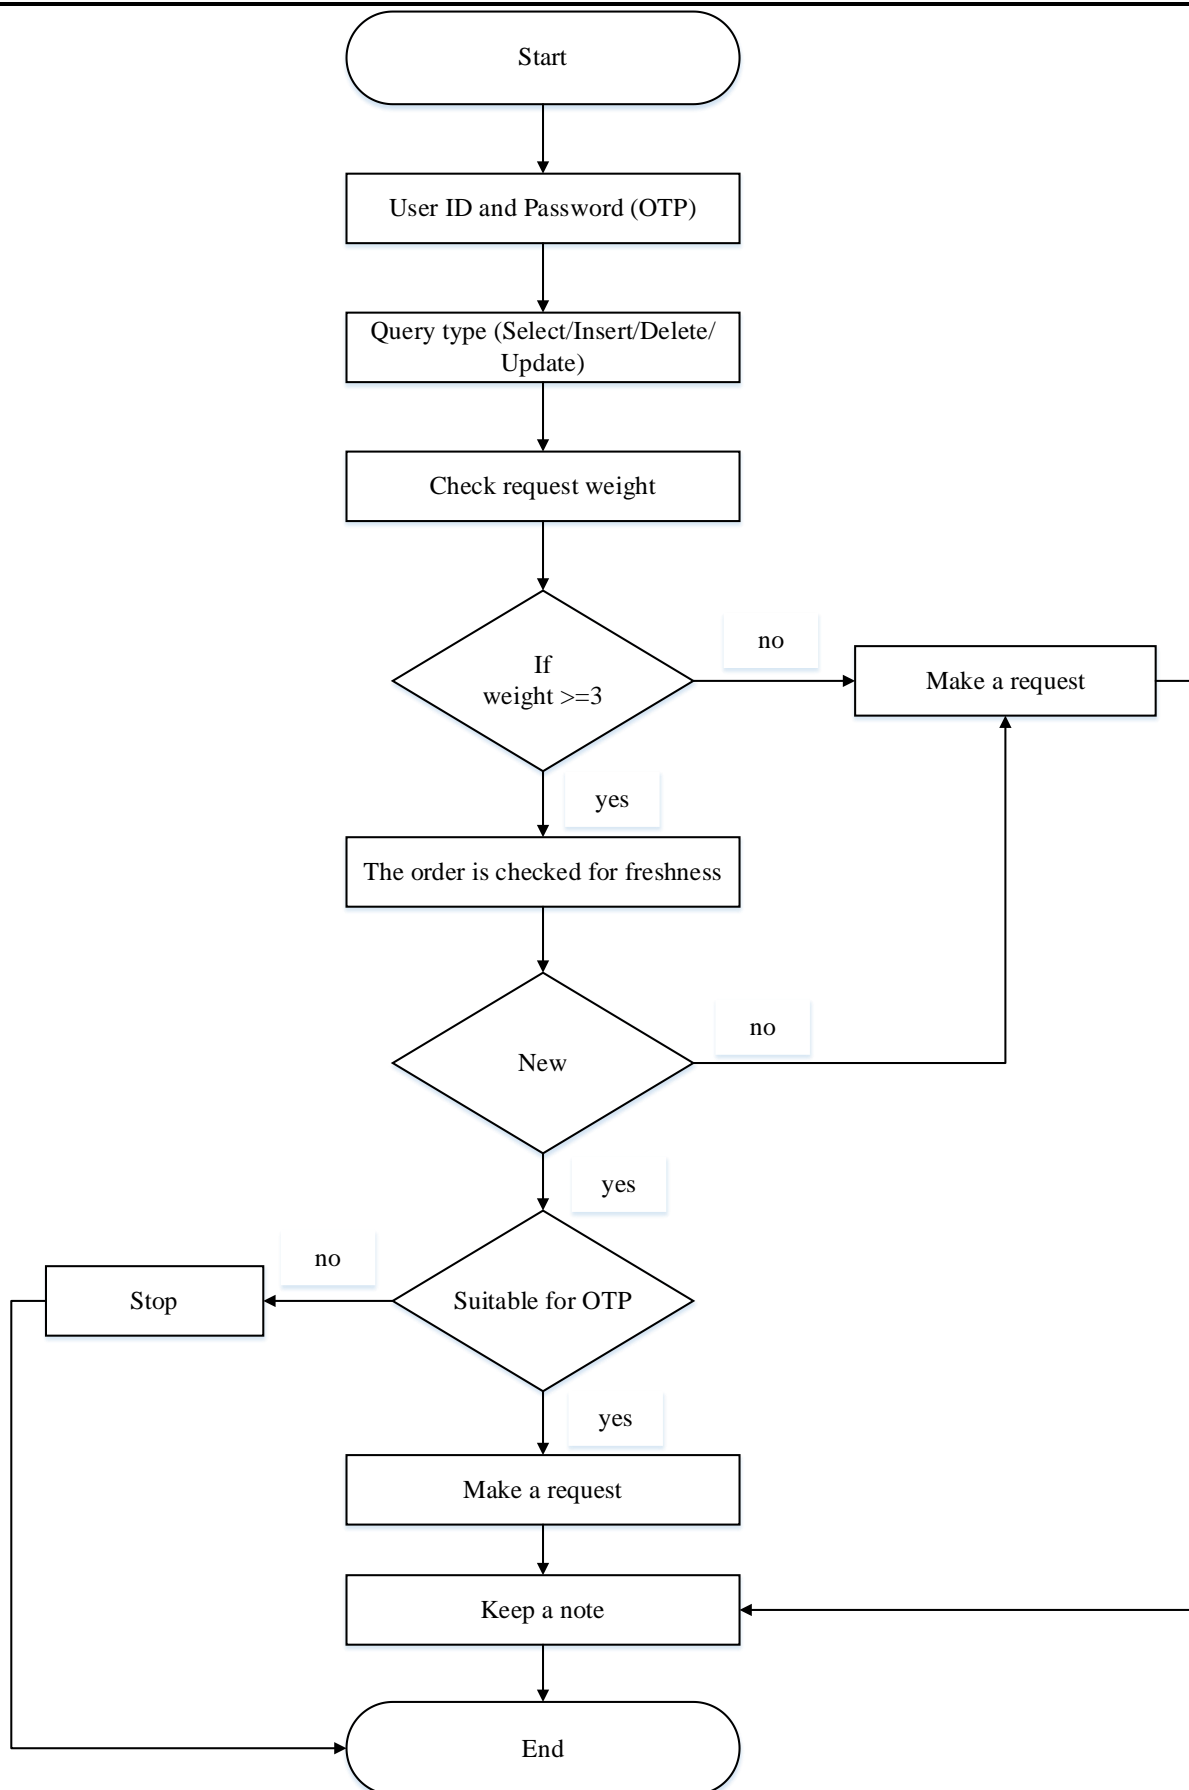 Start
User ID and Password (OTP)
Query type (Select/Insert/Delete/
Update)
Check request weight
If
weight >=3
no
Make a request
yes
The order is checked for freshness
New
no
yes
Suitable for OTP
no
Stop
yes
Make a request
Keep a note
End